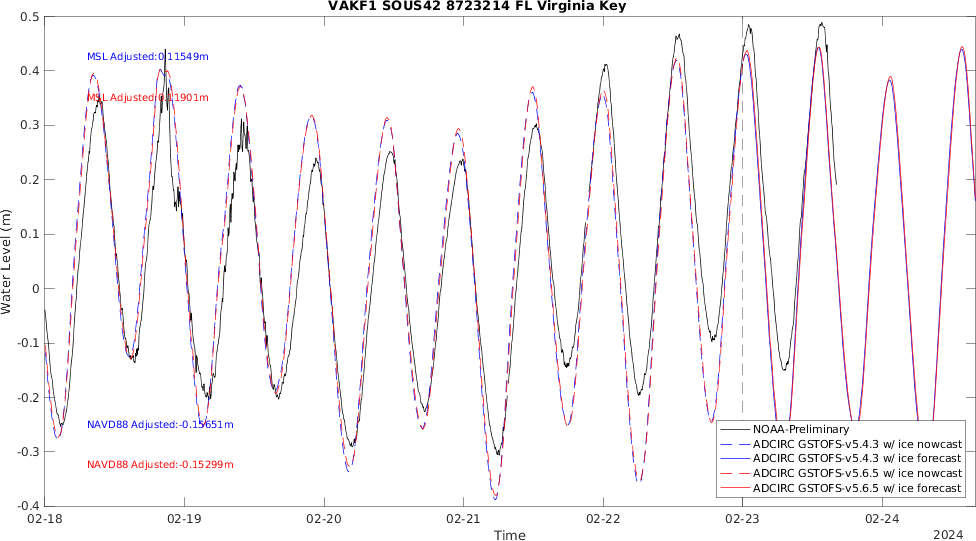 VAKF1 SOUS42 8723214 FL Virginia Key
0.5
0.4
0.3
0.2
0.1
0
-0.1
-0.2
-0.3
-0.4
Water Level (m)
MSL Adjusted:0.11549m
MSL Adjusted:0.11901m
NAVD88 Adjusted:-0.15651m
NAVD88 Adjusted:-0.15299m
NOAA-Preliminary
ADCIRC GSTOFS-v5.4.3 w/ ice nowcast
ADCIRC GSTOFS-v5.4.3 w/ ice forecast
ADCIRC GSTOFS-v5.6.5 w/ ice nowcast
ADCIRC GSTOFS-v5.6.5 w/ ice forecast
02-18 02-19 02-20 02-21 02-22 02-23 02-24
Time
2024